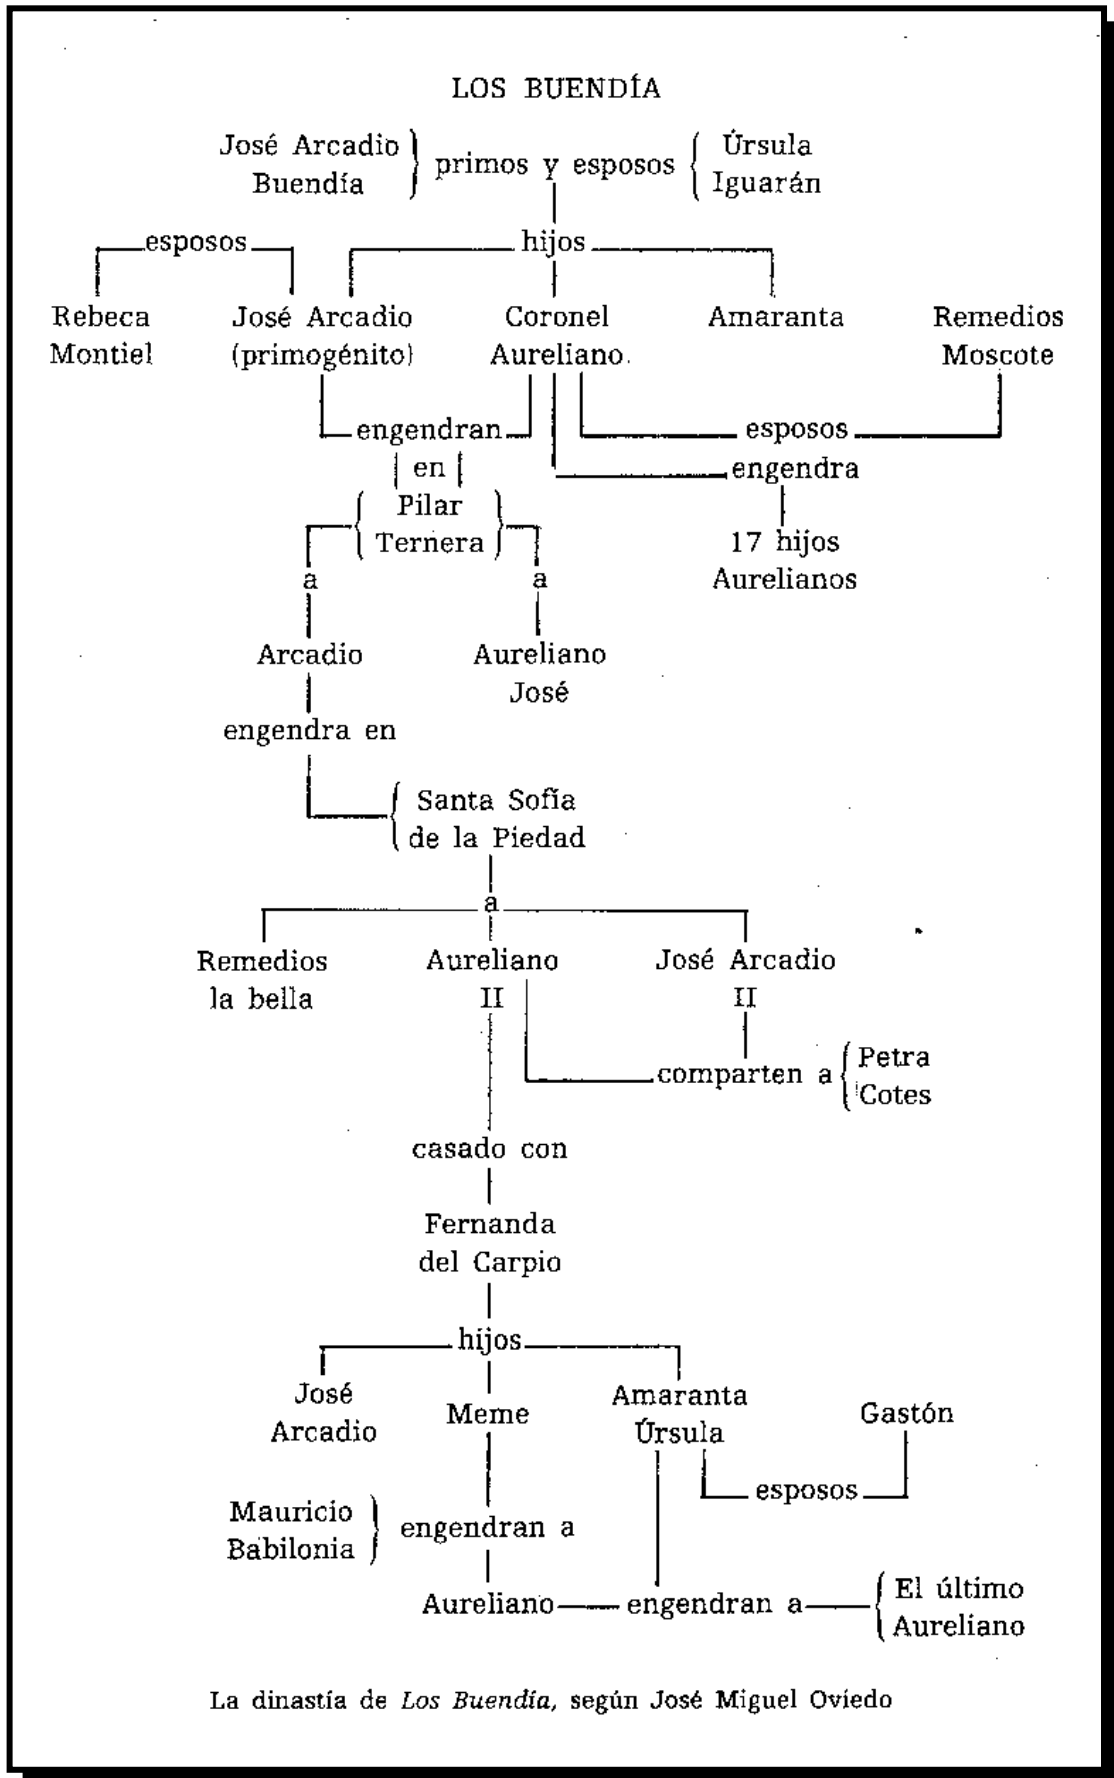 LOS BUENDÍA
José Arcadio
Buendía
primos y esposos
Úrsula
Iguarán
esposos
hijos
Rebeca
Montiel
José Arcadio
(primogénito)
Coronel
Aureliano
Amaranta
Remedios
Moscote
engendran
en
Pilar
Ternera
esposos
engendra
17 hijos
Aurelianos
a
a
Arcadio
Aureliano
José
engendra en
Santa Sofía
de la Piedad
a
Remedios
la bella
Aureliano
II
José Arcadio
II
comparten a
Petra
Cotes
casado con
Fernanda
del Carpio
hijos
José
Arcadio
Meme
Amaranta
Úrsula
Gastón
esposos
Mauricio
Babilonia
engendran a
Aureliano
engendran a
El último
Aureliano
La dinastía de Los Buendía, según José Miguel Oviedo